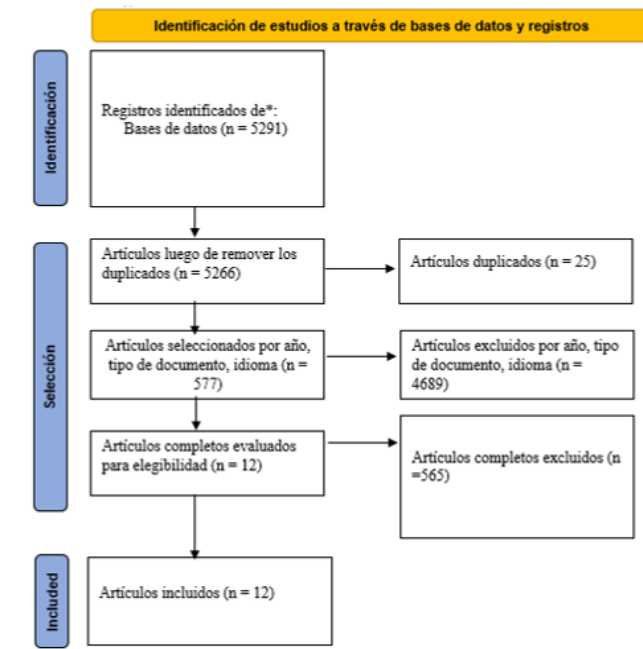 Identificación de estudios a través de bases de datos y registros
Identificación
Registros identificados de*:
Bases de datos (n = 5291)
Selección
Artículos luego de remover los
duplicados (n = 5266)
Artículos duplicados (n = 25)
Artículos seleccionados por año,
tipo de documento, idioma (n =
577)
Artículos excluidos por año, tipo
de documento, idioma (n =
4689)
Artículos completos evaluados
para elegibilidad (n = 12)
Artículos completos excluidos (n
=565)
Included
Artículos incluidos (n = 12)